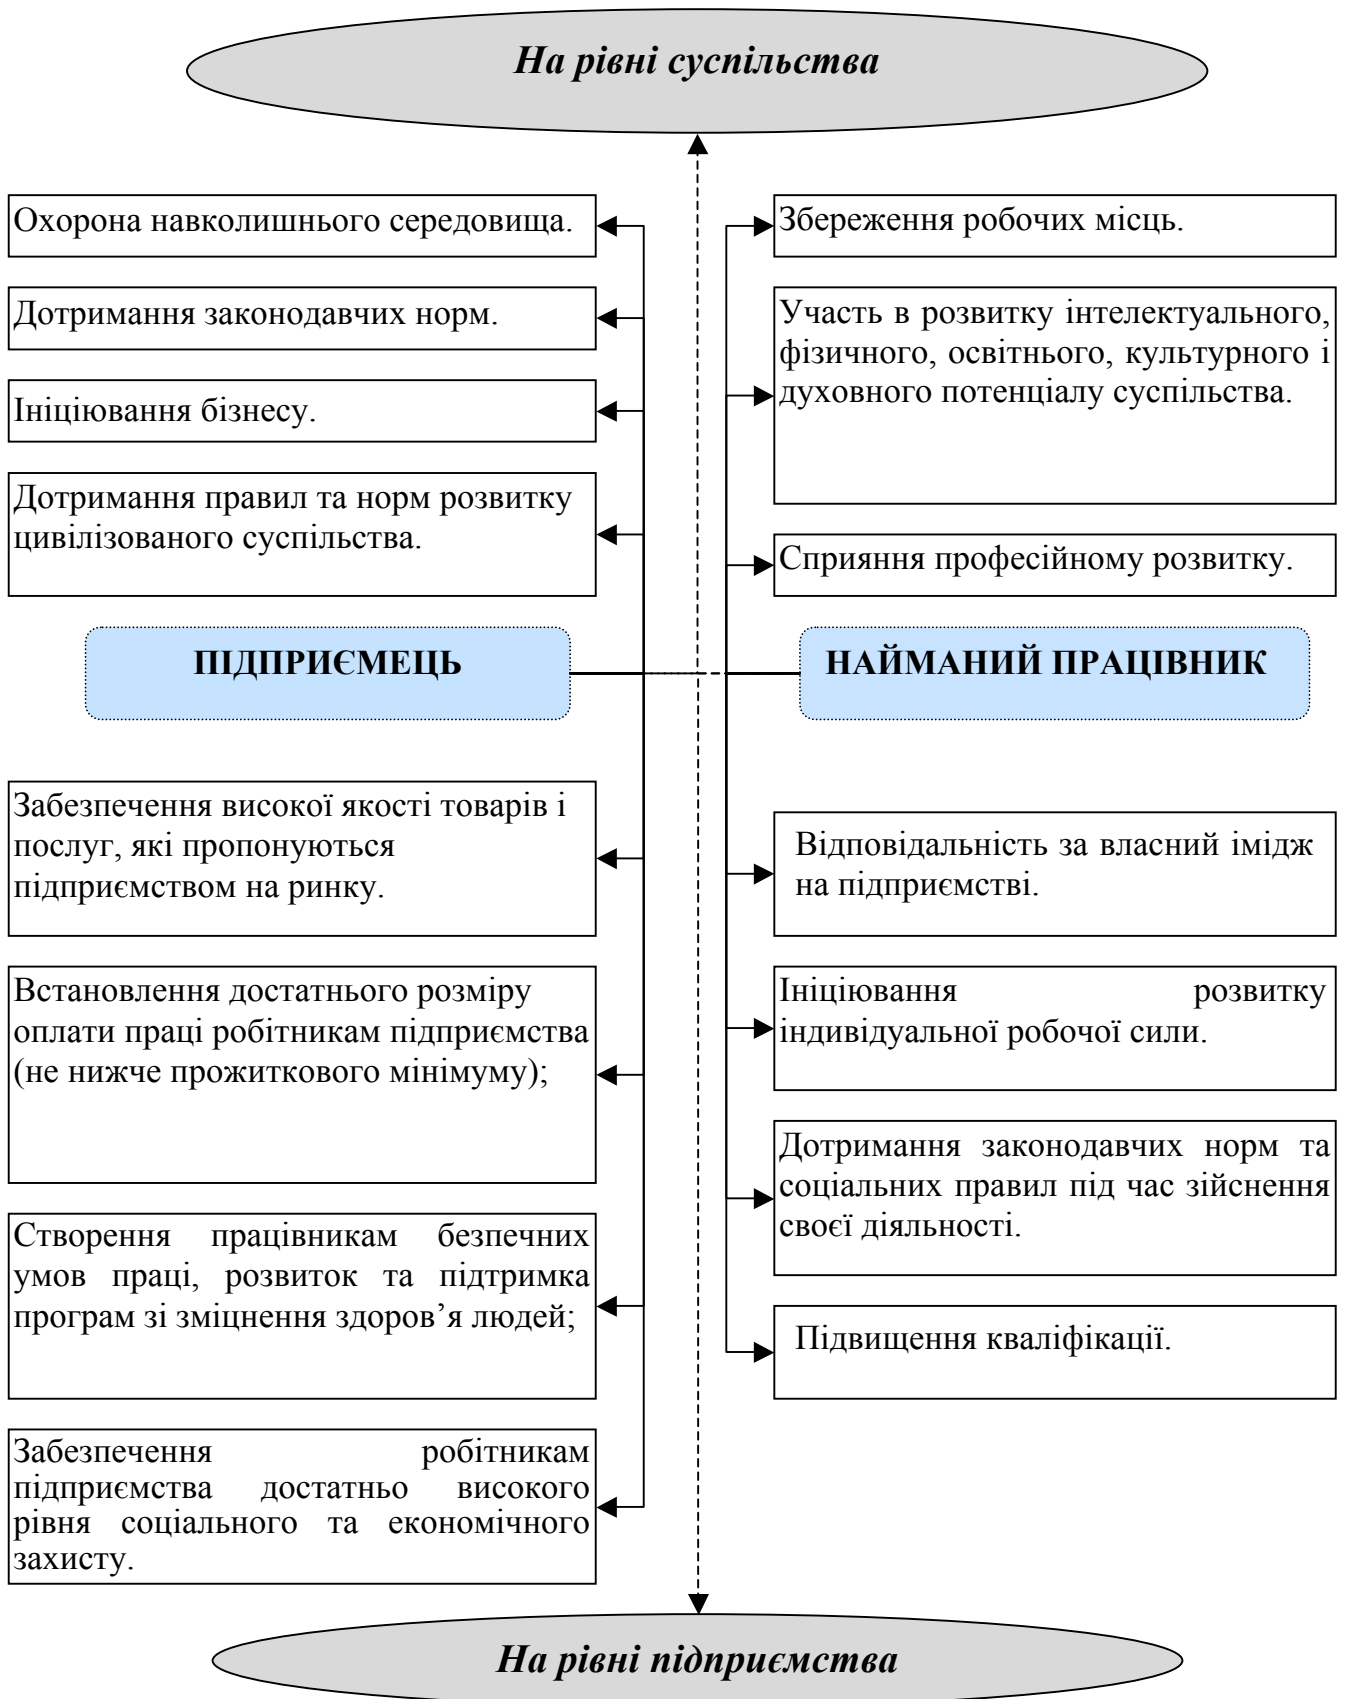 На рівні суспільства
Охорона навколишнього середовища.
Дотримання законодавчих норм.
Ініціювання бізнесу.
Дотримання правил та норм розвитку
цивілізованого суспільства.
Збереження робочих місць.
Участь в розвитку інтелектуального,
фізичного, освітнього, культурного і
духовного потенціалу суспільства.
Сприяння професійному розвитку.
ПІДПРИЄМЕЦЬ
НАЙМАНИЙ ПРАЦІВНИК
Забезпечення високої якості товарів і
послуг, які пропонуються
підприємством на ринку.
Встановлення достатнього розміру
оплати праці робітникам підприємства
(не нижче прожиткового мінімуму);
Створення працівникам безпечних
умов праці, розвиток та підтримка
програм зі зміцнення здоров’я людей;
Забезпечення робітникам
підприємства достатньо високого
рівня соціального та економічного
захисту.
Відповідальність за власний імідж
на підприємстві.
Ініціювання розвитку
індивідуальної робочої сили.
Дотримання законодавчих норм та
соціальних правил під час зійснення
своєї діяльності.
Підвищення кваліфікації.
На рівні підприємства